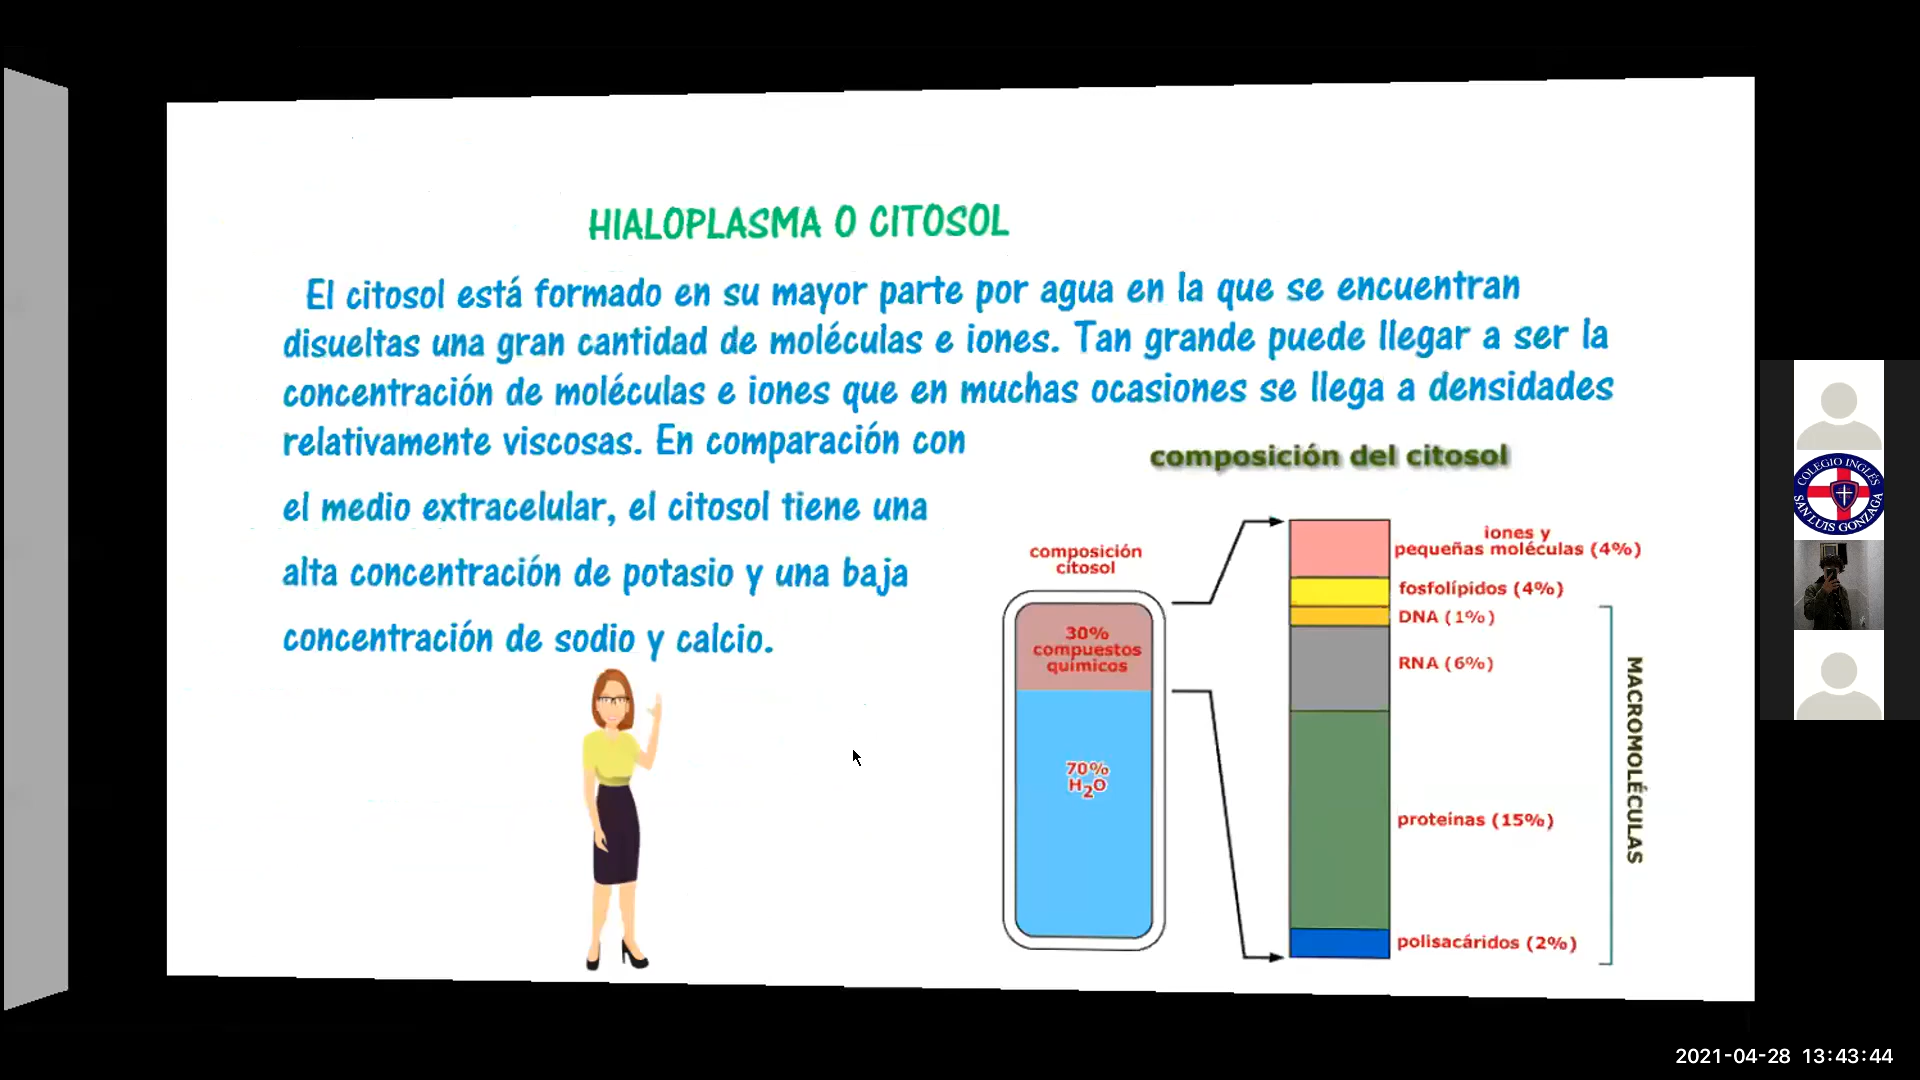 HIALOPLASMA O CITOSOL
El citosol está formado en su mayor parte por agua en la que se encuentran
disueltas una gran cantidad de moléculas e iones. Tan grande puede llegar a ser la
concentración de moléculas e iones que en muchas ocasiones se llega a densidades
relativamente viscosas. En comparación con
el medio extracelular, el citosol tiene una
alta concentración de potasio y una baja
concentración de sodio y calcio.
composición del citosol
composición
citosol
30%
compuestos
químicos
70%
H₂O
iones y
pequeñas moléculas (4%)
fosfolípidos (4%)
DNA (1%)
RNA (6%)
proteínas (15%)
polisacáridos (2%)
MACROMOLÉCULAS
COLEGIO INGLÉS
SAN LUIS GONZAGA
2021-04-28 13:43:44